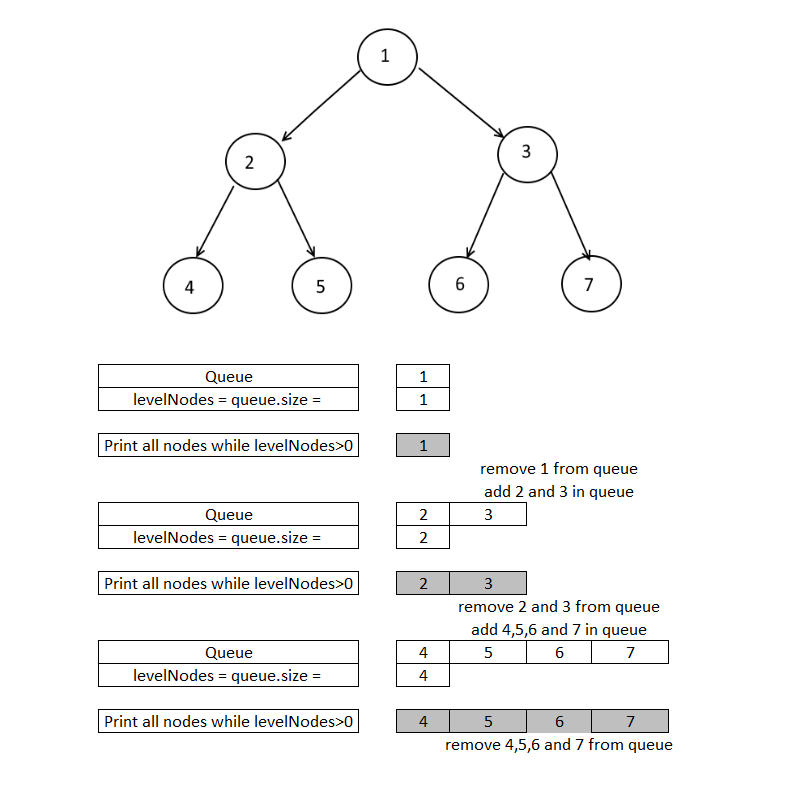 1
2
3
4
5
6
7
Queue 1
levelNodes = queue.size = 1
Print all nodes while levelNodes>0 1
remove 1 from queue
add 2 and 3 in queue
Queue 2 3
levelNodes = queue.size = 2
Print all nodes while levelNodes>0 2 3
remove 2 and 3 from queue
add 4,5,6 and 7 in queue
Queue 4 5 6 7
levelNodes = queue.size = 4
Print all nodes while levelNodes>0 4 5 6 7
remove 4,5,6 and 7 from queue